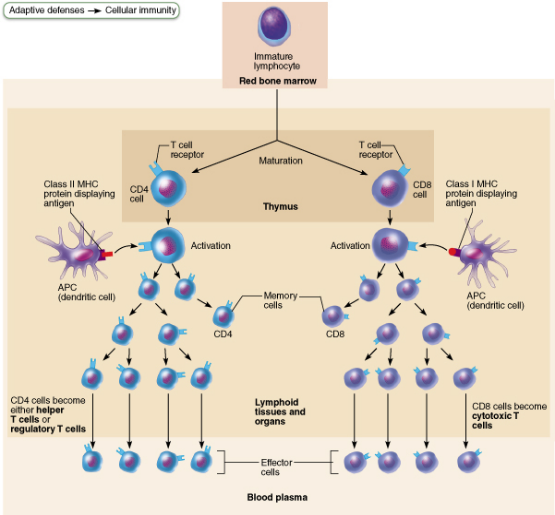 Adaptive defenses → Cellular immunity
Immature
lymphocyte
Red bone marrow
T cell
receptor
T cell
receptor
Maturation
CD4
cell
CD8
cell
Thymus
Class II MHC
protein displaying
antigen
Class I MHC
protein displaying
antigen
Activation
Activation
APC
(dendritic cell)
APC
(dendritic cell)
Memory
cells
CD4
CD8
CD4 cells become
either helper
T cells or
regulatory T cells
Lymphoid
tissues and
organs
CD8 cells become
cytotoxic T
cells
Effector
cells
Blood plasma